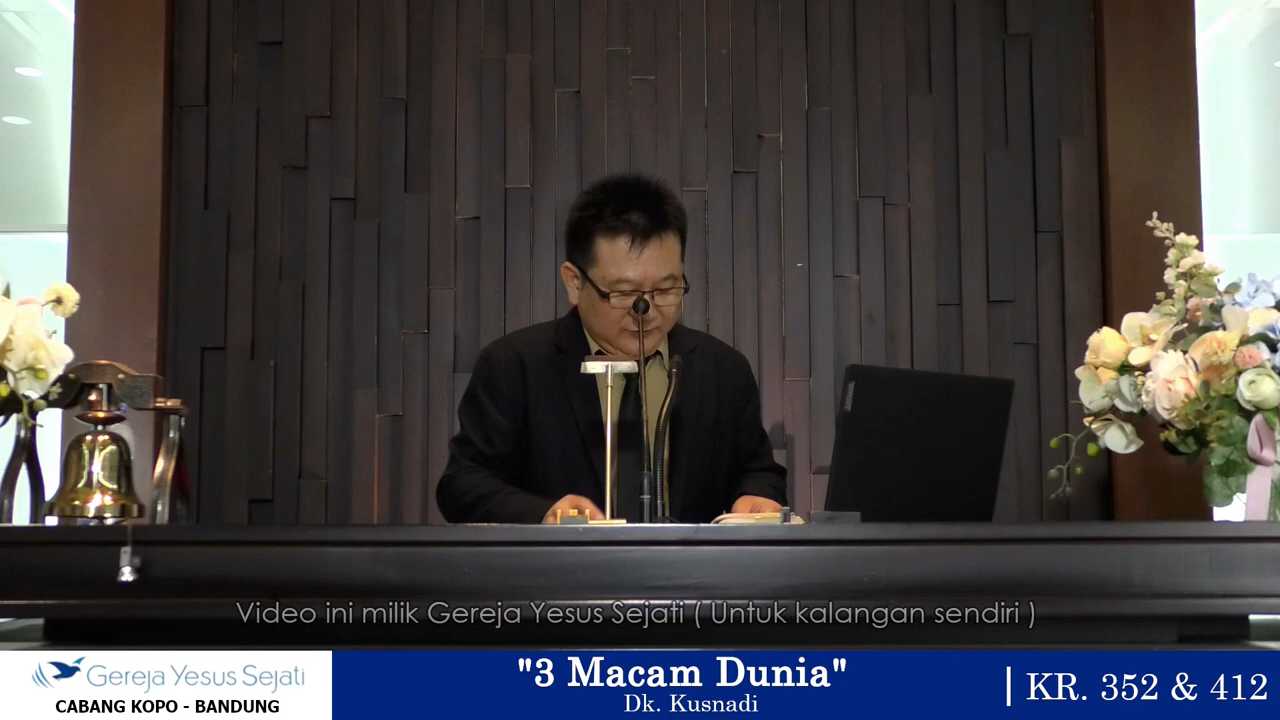 Video ini milik Gereja Yesus Sejati ( Untuk kalangan sendiri )
Gereja Yesus Sejati
CABANG KOPO - BANDUNG
"3 Macam Dunia"
Dk. Kusnadi
| KR. 352 & 412